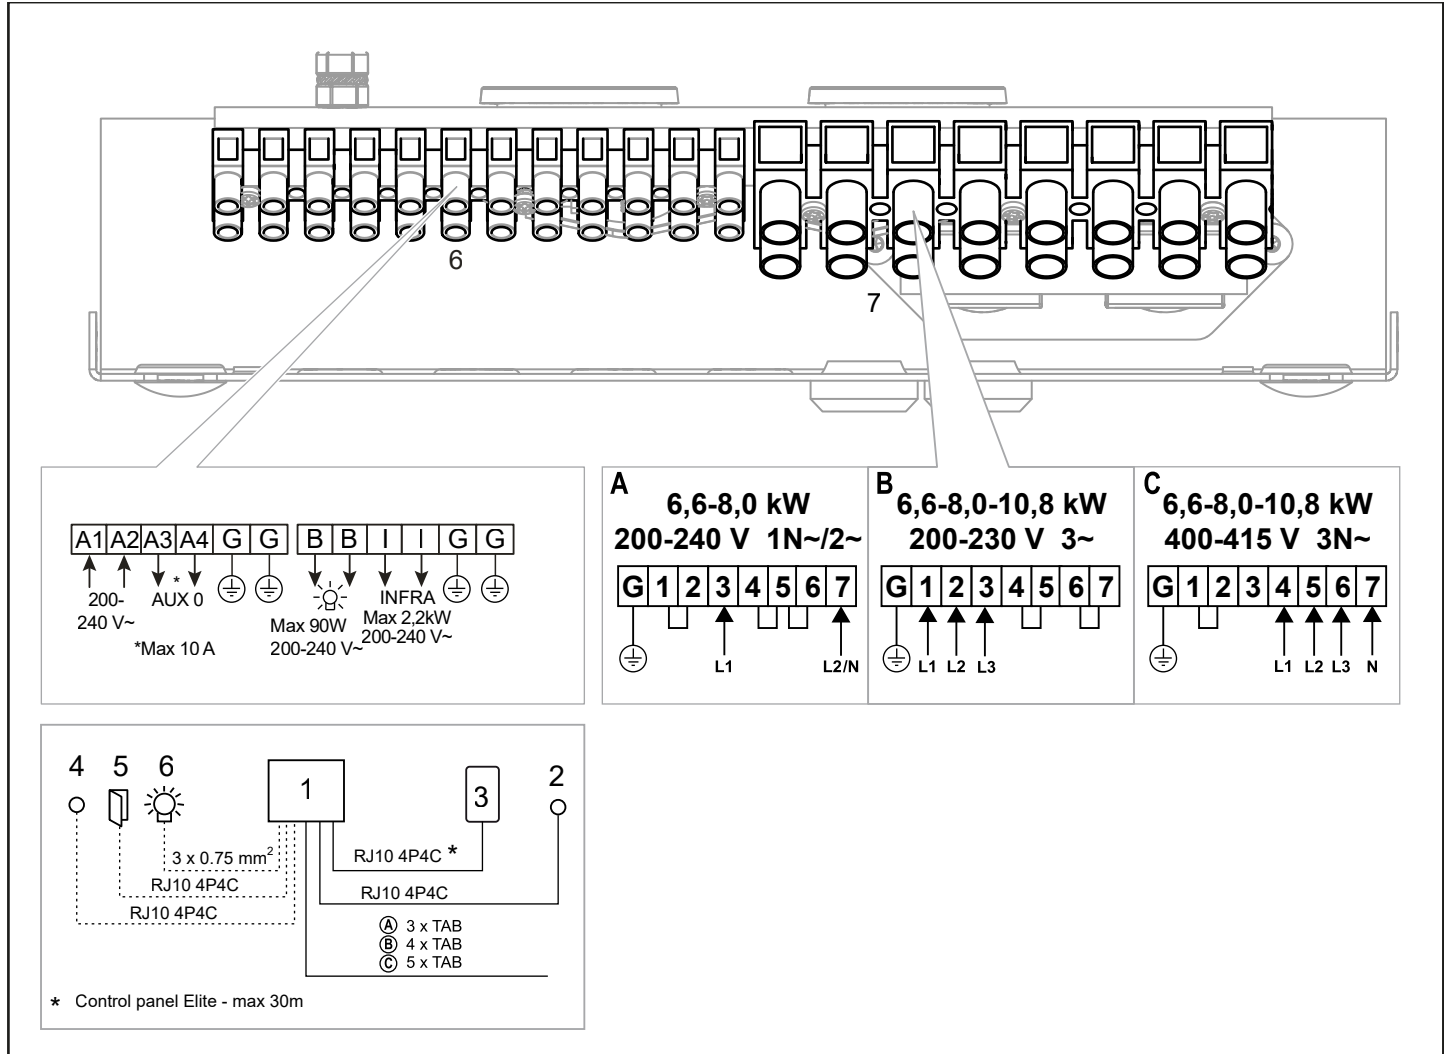 6
7
A1 A2 A3 A4 G G B B I I G G
200-
240 V~
*
AUX 0
*Max 10 A
Max 90W
200-240 V~
INFRA
Max 2,2kW
200-240 V~
A
6,6-8,0 kW
200-240 V 1N~/2~
G 1 2 3 4 5 6 7
L1 L2/N
B
6,6-8,0-10,8 kW
200-230 V 3~
G 1 2 3 4 5 6 7
L1 L2 L3
C
6,6-8,0-10,8 kW
400-415 V 3N~
G 1 2 3 4 5 6 7
L1 L2 L3 N
4 5 6 1 3 2
3 x 0.75 mm²
RJ10 4P4C *
RJ10 4P4C
RJ10 4P4C
RJ10 4P4C
A 3 x TAB
B 4 x TAB
C 5 x TAB
* Control panel Elite - max 30m